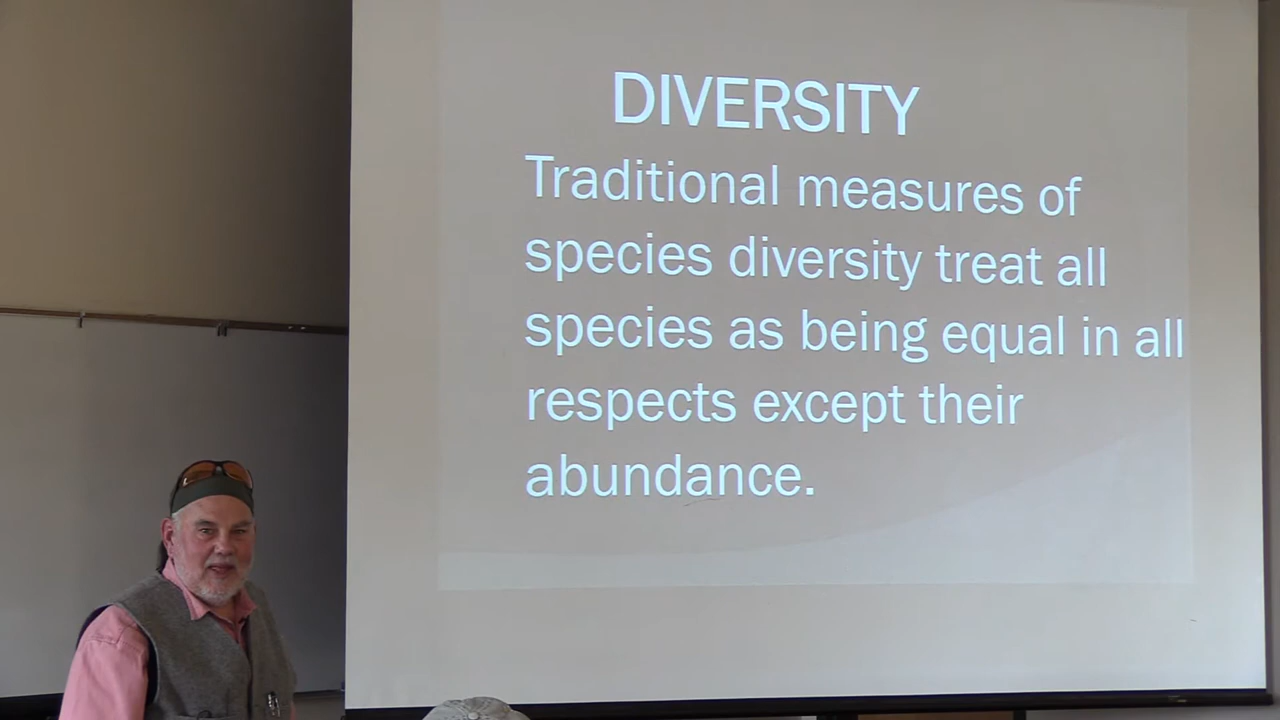 DIVERSITY
Traditional measures of
species diversity treat all
species as being equal in all
respects except their
abundance.